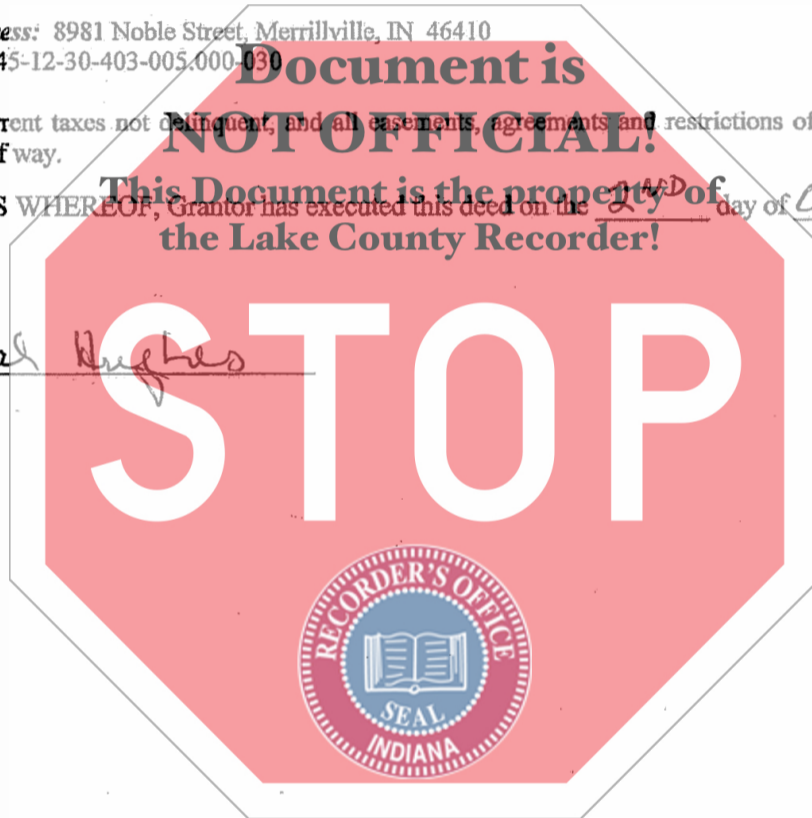 ess: 8981 Noble Street, Merrillville, IN 46410
45-12-30-403-005.000-030
Document is
rent taxes not delinquent, and all easements, agreements and restrictions of
NOT OFFICIAL!
f way.
This Document is the property of
S WHEREOF, Grantor has executed this deed on the 2ND day of
the Lake County Recorder!
Hughes
STOP
RECORDER'S OFFICE
SEAL
INDIANA